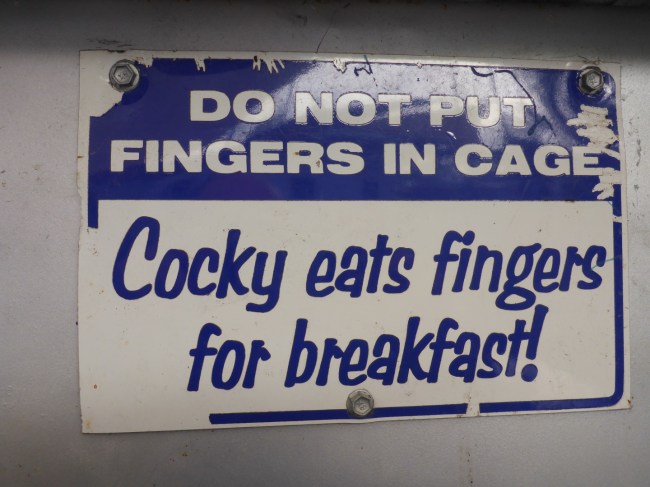 DO NOT PUT
FINGERS IN CAGE
Cocky eats fingers
for breakfast!